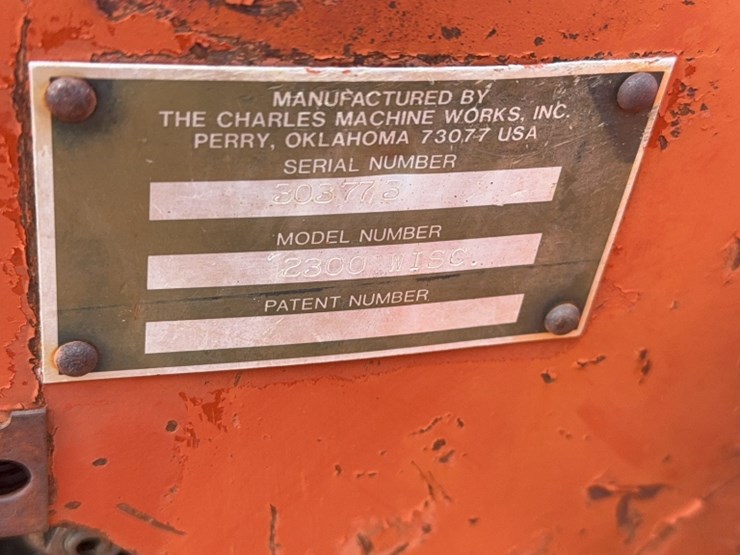 MANUFACTURED BY
THE CHARLES MACHINE WORKS, INC.
PERRY, OKLAHOMA 73077 USA
SERIAL NUMBER
303773
MODEL NUMBER
2300 WISC.
PATENT NUMBER